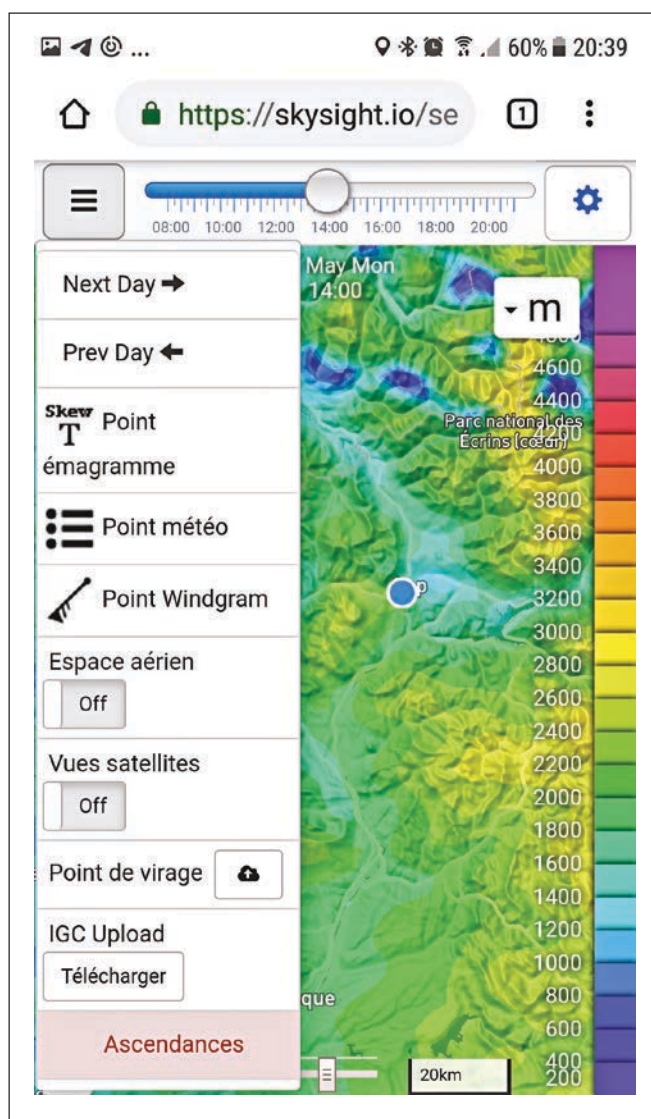 ... 60% 20:39
https://skysight.io/se 1
08:00 10:00 12:00 14:00 16:00 18:00 20:00
Next Day
Prev Day
Skew
T Point
émagramme
Point météo
Point Windgram
Espace aérien
Off
Vues satellites
Off
Point de virage
IGC Upload
Télécharger
Ascendances
May Mon
14:00
m
Parc national des
Écrins (cœur)
p
que
20km
4600
4400
4200
4000
3800
3600
3400
3200
3000
2800
2600
2400
2200
2000
1800
1600
1400
1200
1000
800
600
400
200